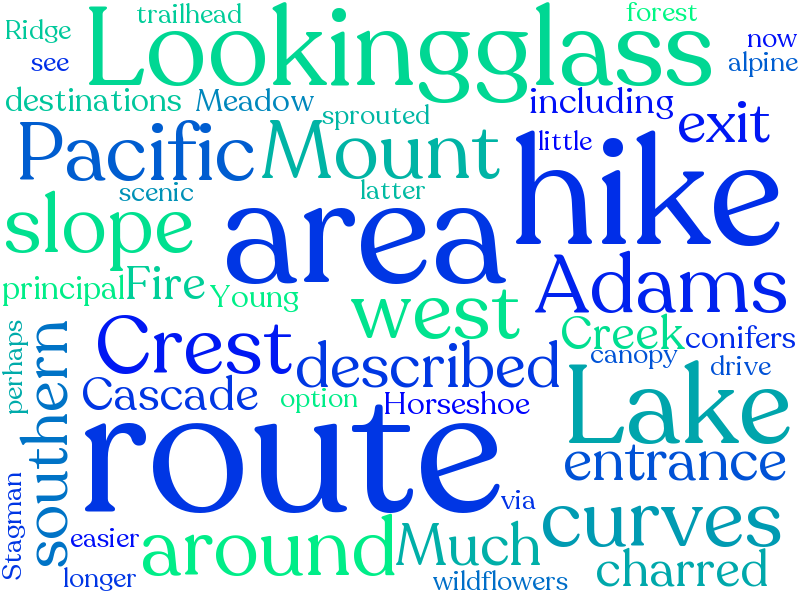 trailhead
forest
Ridge
Lookingglass
now
see
alpine
destinations
Meadow
including
sprouted
exit
Pacific
Mount
little
hike
scenic
latter
area
slope
Adams
principal
Fire
Young
west
Crest
Creek
conifers
perhaps
southern
described
canopy
drive
Cascade
option
Horseshoe
Lake
route
entrance
Stagman
via
curves
easier
around
Much
longer
wildflowers
charred